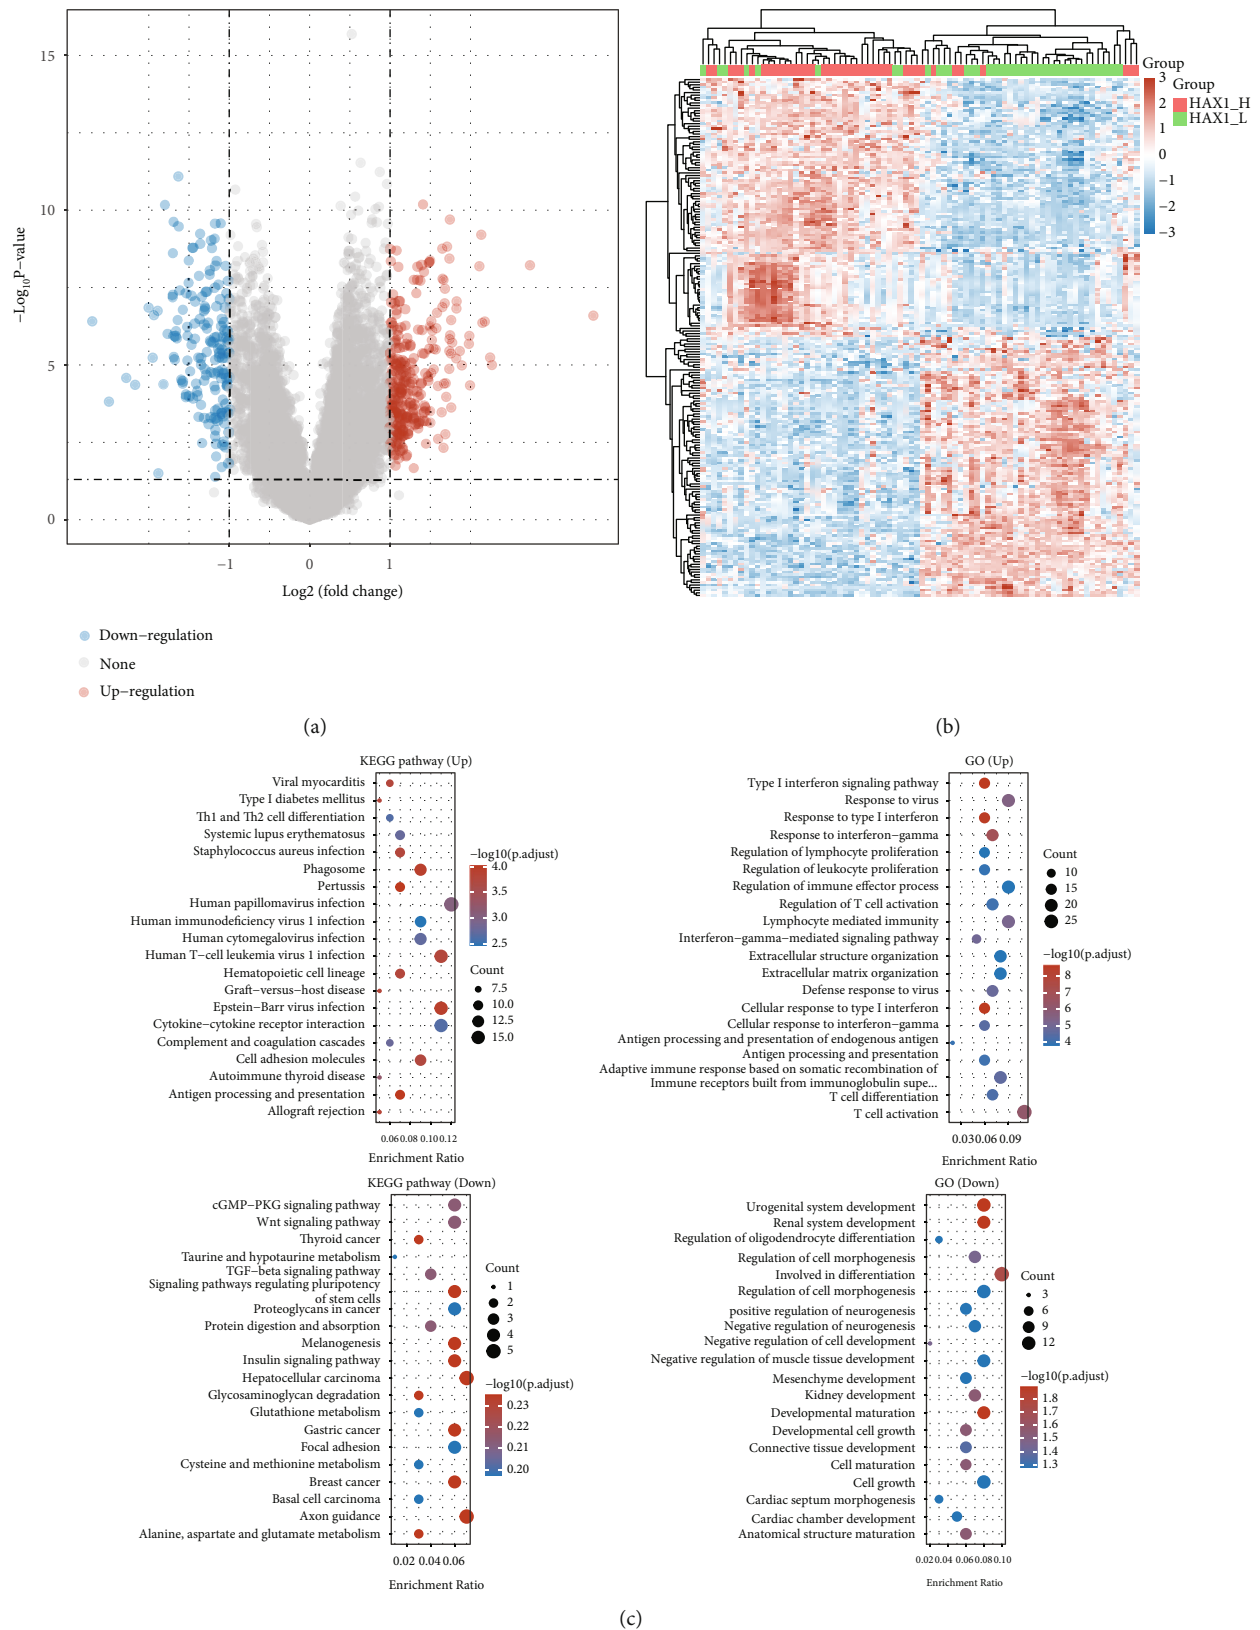 15
10
5
0
−Log10P−value
−1
0
1
Log2 (fold change)
Down−regulation
None
Up−regulation
(a)
Group
3
2
1
0
−1
−2
−3
Group
HAX1_H
HAX1_L
(b)
KEGG pathway (Up)
Viral myocarditis
Type I diabetes mellitus
Th1 and Th2 cell differentiation
Systemic lupus erythematosus
Staphylococcus aureus infection
Phagosome
Pertussis
Human papillomavirus infection
Human immunodeficiency virus 1 infection
Human cytomegalovirus infection
Human T−cell leukemia virus 1 infection
Hematopoietic cell lineage
Graft−versus−host disease
Epstein−Barr virus infection
Cytokine−cytokine receptor interaction
Complement and coagulation cascades
Cell adhesion molecules
Autoimmune thyroid disease
Antigen processing and presentation
Allograft rejection
0.06 0.08 0.10 0.12
Enrichment Ratio
−log10(p.adjust)
4.0
3.5
3.0
2.5
Count
7.5
10.0
12.5
15.0
GO (Up)
Type I interferon signaling pathway
Response to virus
Response to type I interferon
Response to interferon−gamma
Regulation of lymphocyte proliferation
Regulation of leukocyte proliferation
Regulation of immune effector process
Regulation of T cell activation
Lymphocyte mediated immunity
Interferon−gamma−mediated signaling pathway
Extracellular structure organization
Extracellular matrix organization
Defense response to virus
Cellular response to type I interferon
Cellular response to interferon−gamma
Antigen processing and presentation of endogenous antigen
Antigen processing and presentation
Adaptive immune response based on somatic recombination of
Immune receptors built from immunoglobulin supe...
T cell differentiation
T cell activation
0.03 0.06 0.09
Enrichment Ratio
Count
10
15
20
25
−log10(p.adjust)
8
7
6
5
4
KEGG pathway (Down)
cGMP−PKG signaling pathway
Wnt signaling pathway
Thyroid cancer
Taurine and hypotaurine metabolism
TGF−beta signaling pathway
Signaling pathways regulating pluripotency
of stem cells
Proteoglycans in cancer
Protein digestion and absorption
Melanogenesis
Insulin signaling pathway
Hepatocellular carcinoma
Glycosaminoglycan degradation
Glutathione metabolism
Gastric cancer
Focal adhesion
Cysteine and methionine metabolism
Breast cancer
Basal cell carcinoma
Axon guidance
Alanine, aspartate and glutamate metabolism
0.02 0.04 0.06
Enrichment Ratio
Count
1
2
3
4
5
−log10(p.adjust)
0.23
0.22
0.21
0.20
GO (Down)
Urogenital system development
Renal system development
Regulation of oligodendrocyte differentiation
Regulation of cell morphogenesis
Involved in differentiation
Regulation of cell morphogenesis
positive regulation of neurogenesis
Negative regulation of neurogenesis
Negative regulation of cell development
Negative regulation of muscle tissue development
Mesenchyme development
Kidney development
Developmental maturation
Developmental cell growth
Connective tissue development
Cell maturation
Cell growth
Cardiac septum morphogenesis
Cardiac chamber development
Anatomical structure maturation
0.02 0.04 0.06 0.08 0.10
Enrichment Ratio
Count
3
6
9
12
−log10(p.adjust)
1.8
1.7
1.6
1.5
1.4
1.3
(c)